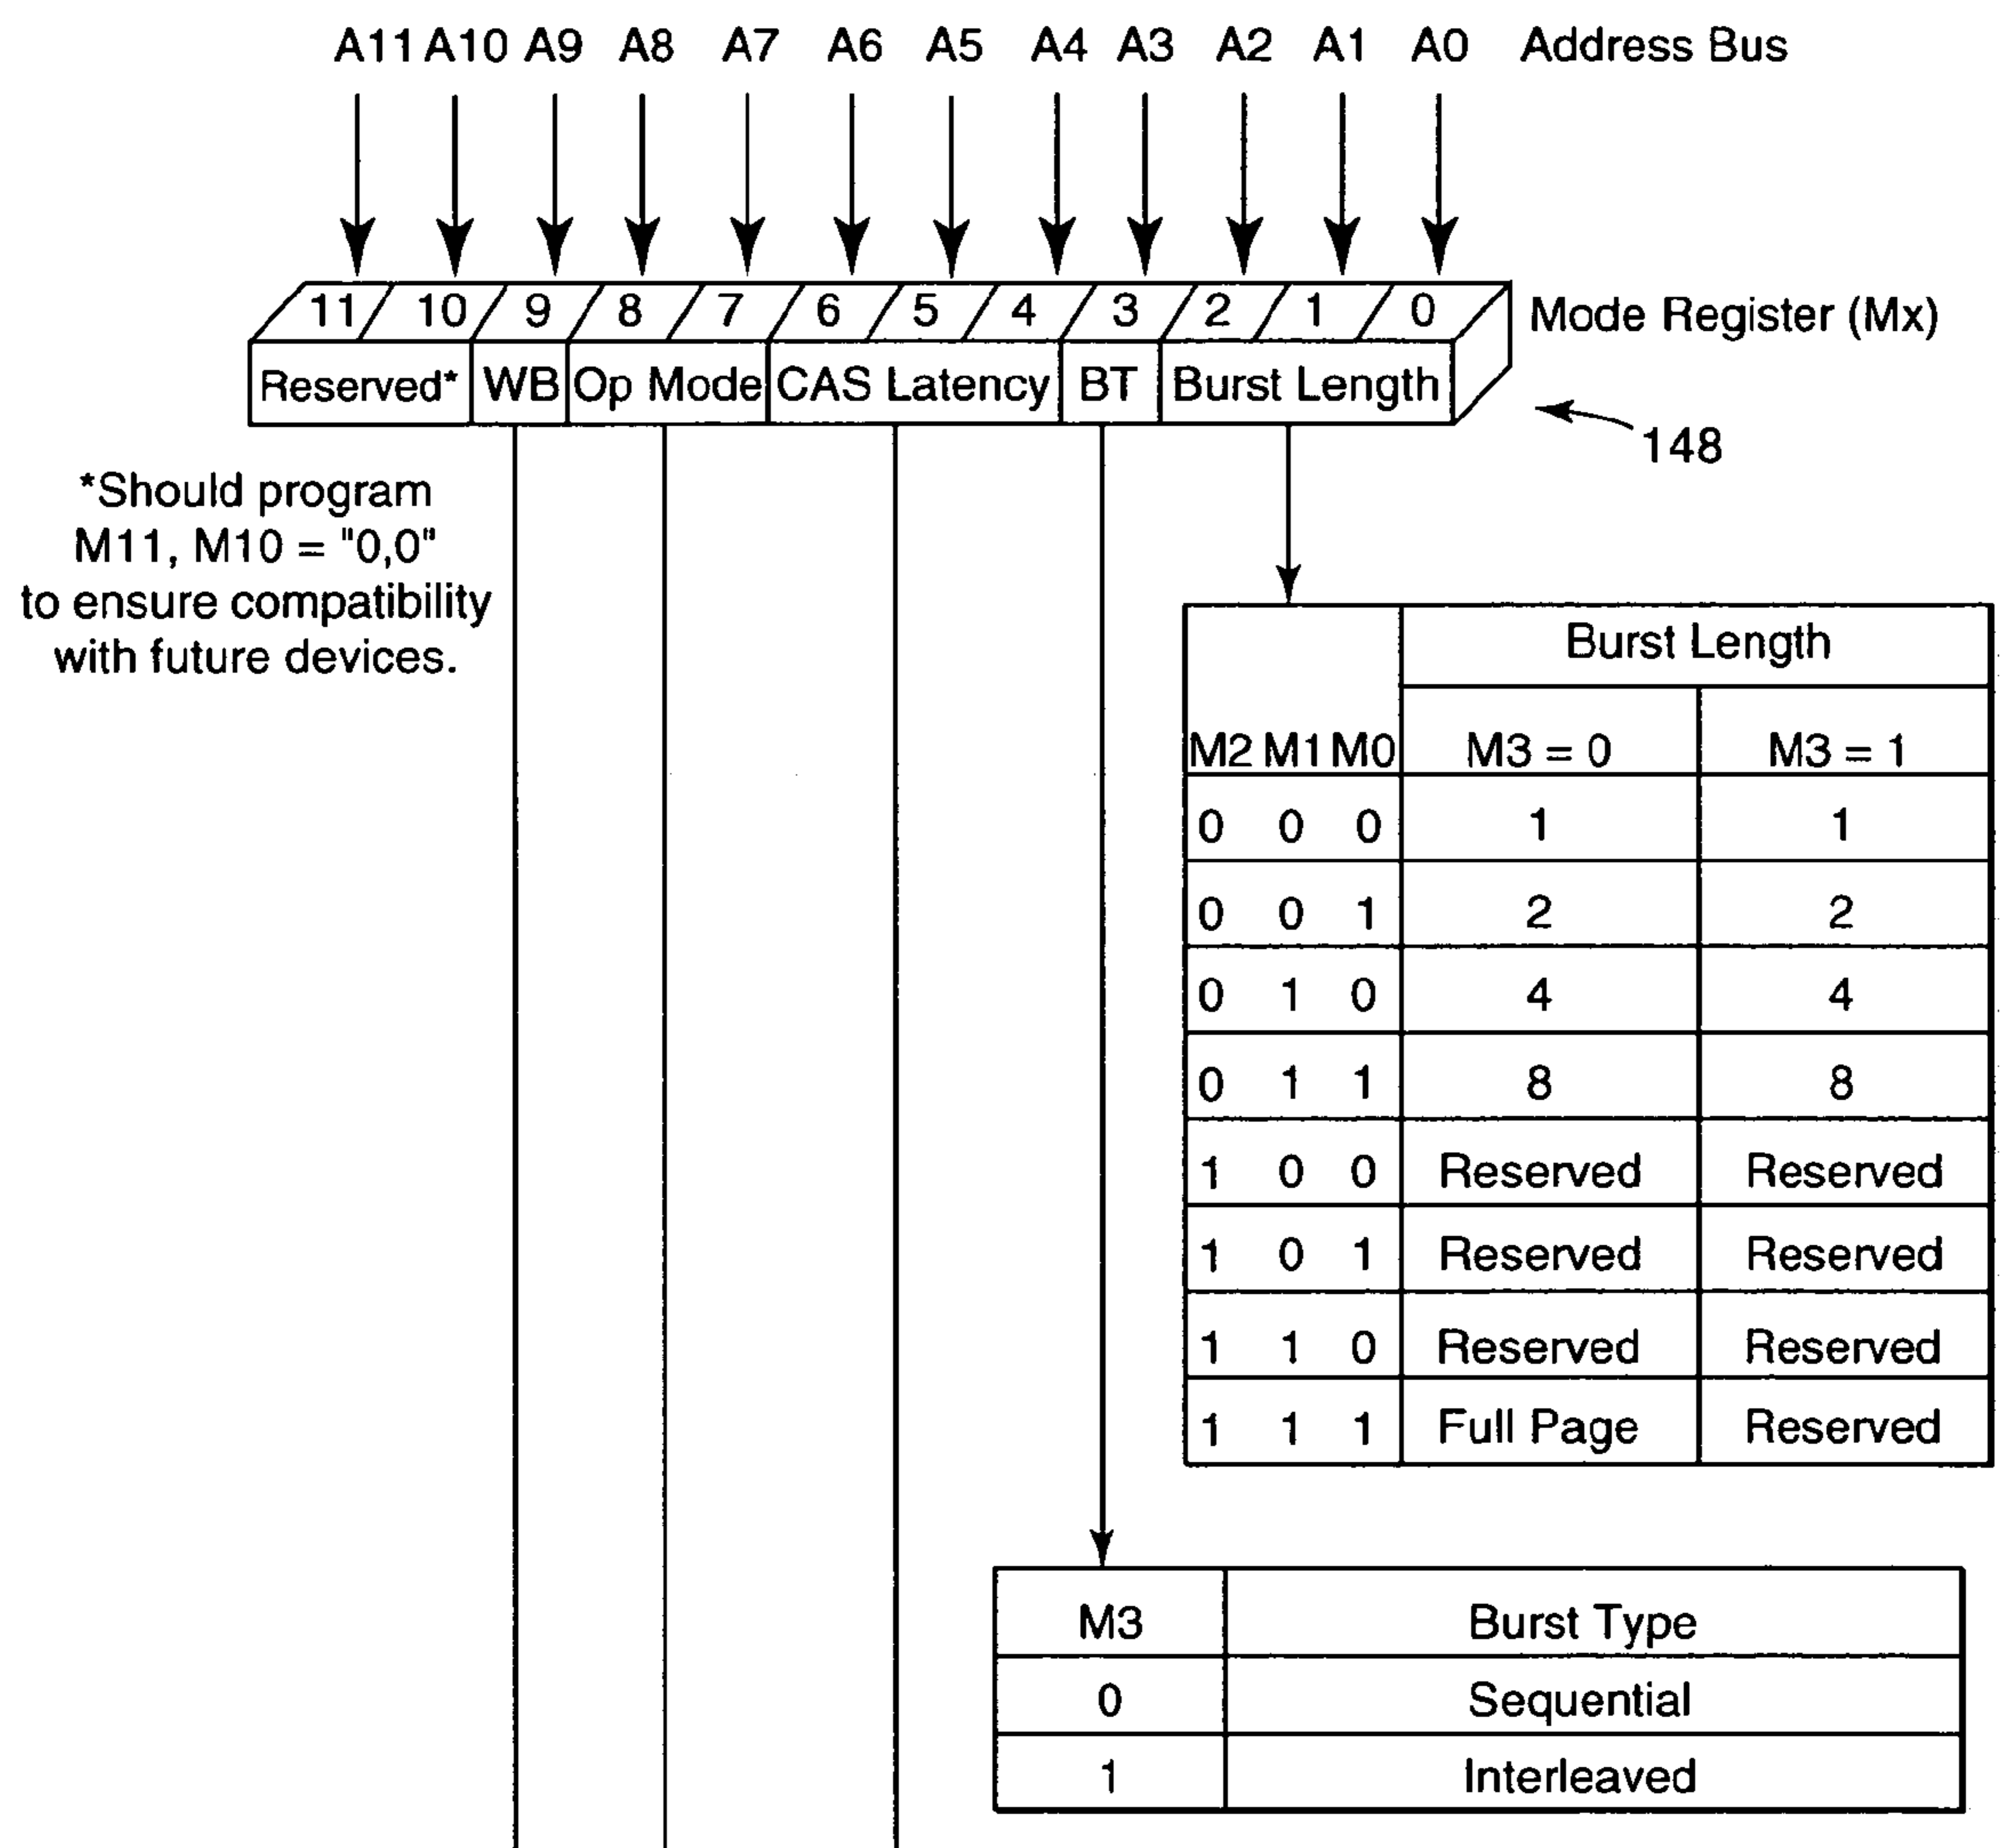 A11 A10 A9 A8 A7 A6 A5 A4 A3 A2 A1 A0 Address Bus
11 10 9 8 7 6 5 4 3 2 1 0 Mode Register (Mx)
Reserved* WB Op Mode CAS Latency BT Burst Length
148
*Should program
M11, M10 = "0,0"
to ensure compatibility
with future devices.
Burst Length
M2 M1 M0 M3 = 0 M3 = 1
0 0 0 1 1
0 0 1 2 2
0 1 0 4 4
0 1 1 8 8
1 0 0 Reserved Reserved
1 0 1 Reserved Reserved
1 1 0 Reserved Reserved
1 1 1 Full Page Reserved
M3 Burst Type
0 Sequential
1 Interleaved